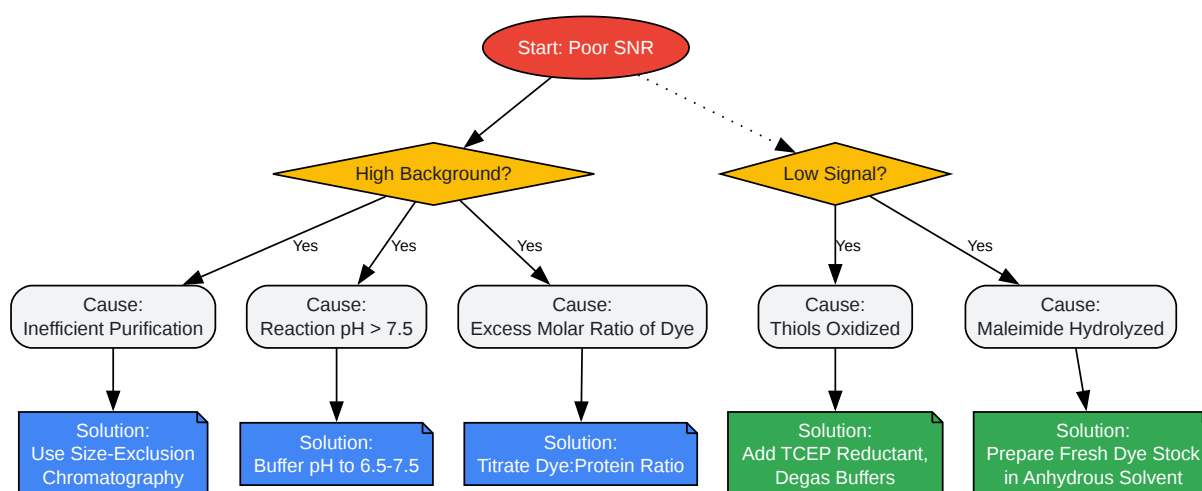 Start: Poor SNR
High Background?
Low Signal?
Yes
Yes
Yes
Yes
Yes
Cause:
Inefficient Purification
Cause:
Reaction pH > 7.5
Cause:
Excess Molar Ratio of Dye
Cause:
Thiols Oxidized
Cause:
Maleimide Hydrolyzed
Solution:
Use Size-Exclusion
Chromatography
Solution:
Buffer pH to 6.5-7.5
Solution:
Titrate Dye:Protein Ratio
Solution:
Add TCEP Reductant,
Degas Buffers
Solution:
Prepare Fresh Dye Stock
in Anhydrous Solvent